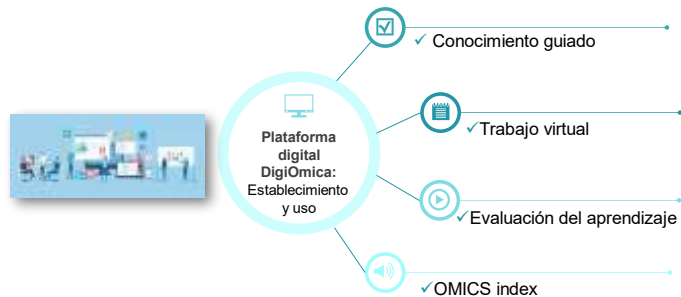 Plataforma
digital
DigiOmica:
Establecimiento
y uso
✓ Conocimiento guiado
✓Trabajo virtual
✓Evaluación del aprendizaje
✓OMICS index